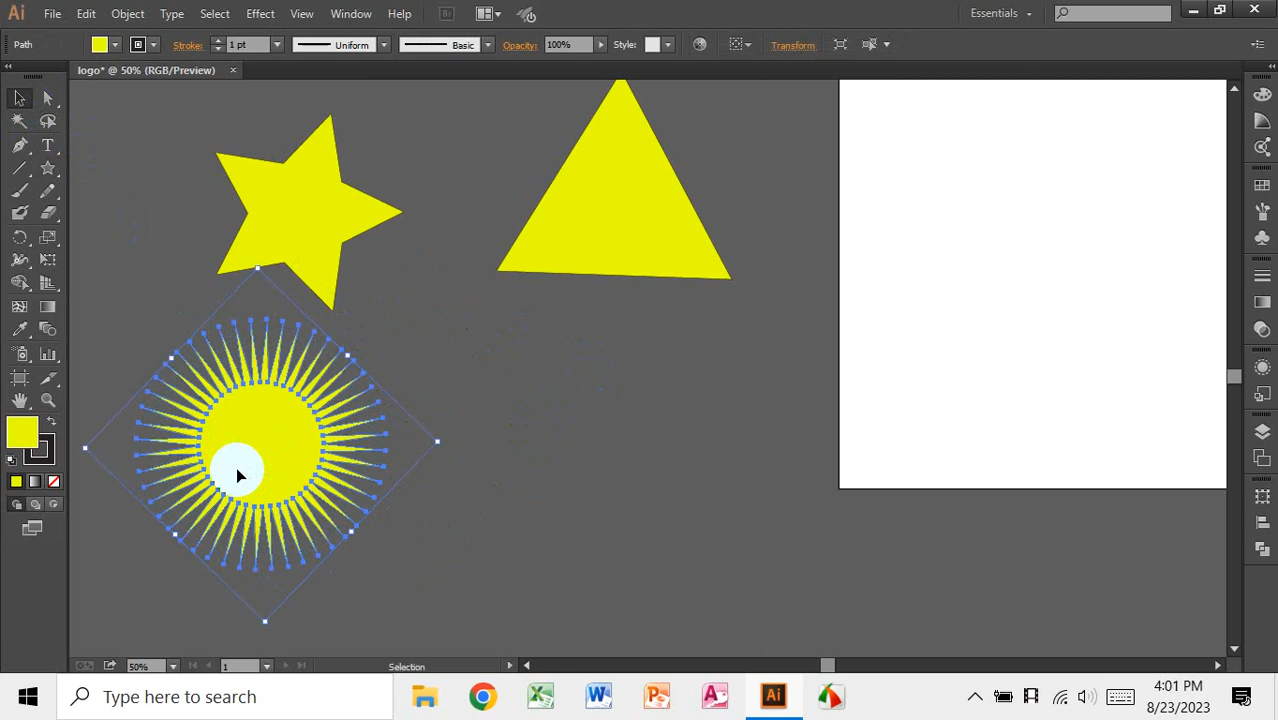 Ai File Edit Object Type Select Effect View Window Help Br Essentials
Path Stroke: 1 pt Uniform Basic Opacity: 100% Style: Transform
logo* @ 50% (RGB/Preview) ×
T
50% 1 Selection
Type here to search Ai 4:01 PM
8/23/2023